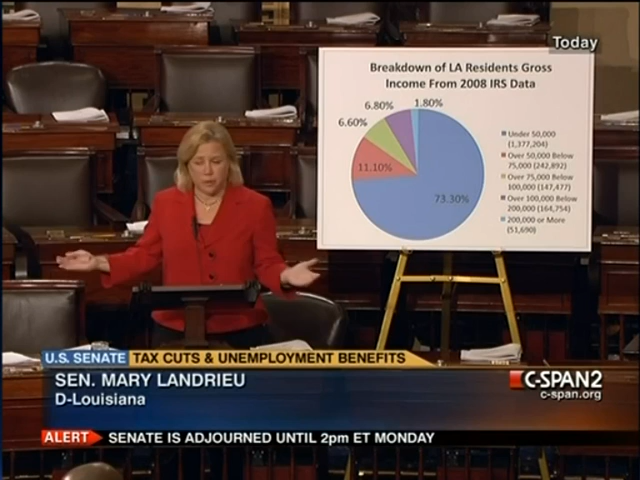 Today
C-SPAN2
Breakdown of LA Residents Gross
Income From 2008 IRS Data
6.80%
1.80%
6.60%
11.10%
73.30%
Under 50,000
(1,377,204)
Over 50,000 Below
75,000 (242,892)
Over 75,000 Below
100,000 (147,477)
Over 100,000 Below
200,000 (164,754)
200,000 or More
(51,690)
c-span.org
U.S. SENATE TAX CUTS & UNEMPLOYMENT BENEFITS
SEN. MARY LANDRIEU
D-Louisiana
C-SPAN2
c-span.org
ALERT SENATE IS ADJOURNED UNTIL 2pm ET MONDAY